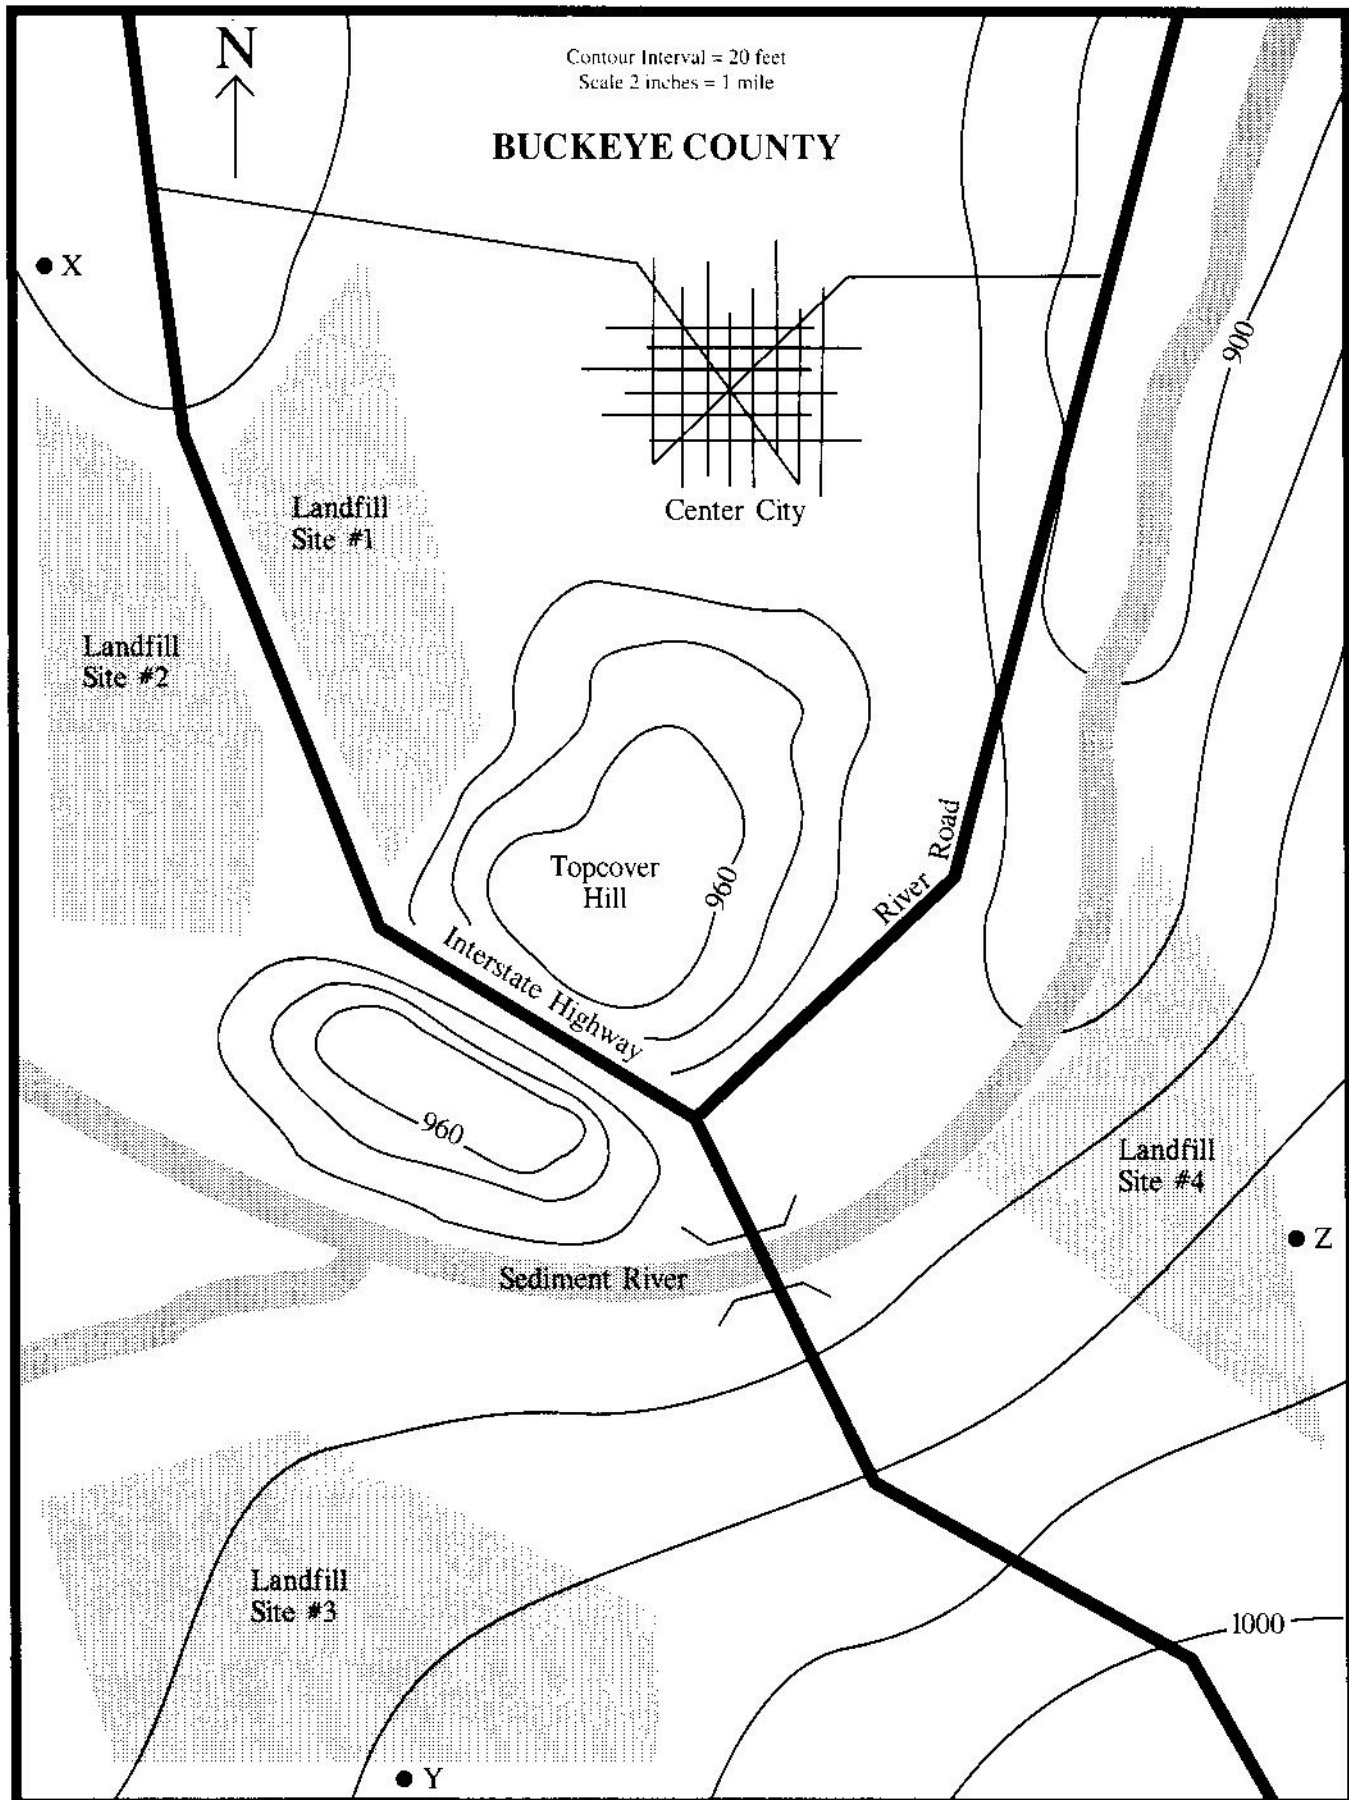 N
Contour Interval = 20 feet
Scale 2 inches = 1 mile
BUCKEYE COUNTY
X
900
Landfill
Site #1
Center City
Landfill
Site #2
River Road
Topcover
Hill
960
Interstate Highway
960
Landfill
Site #4
Z
Sediment River
Landfill
Site #3
1000
Y